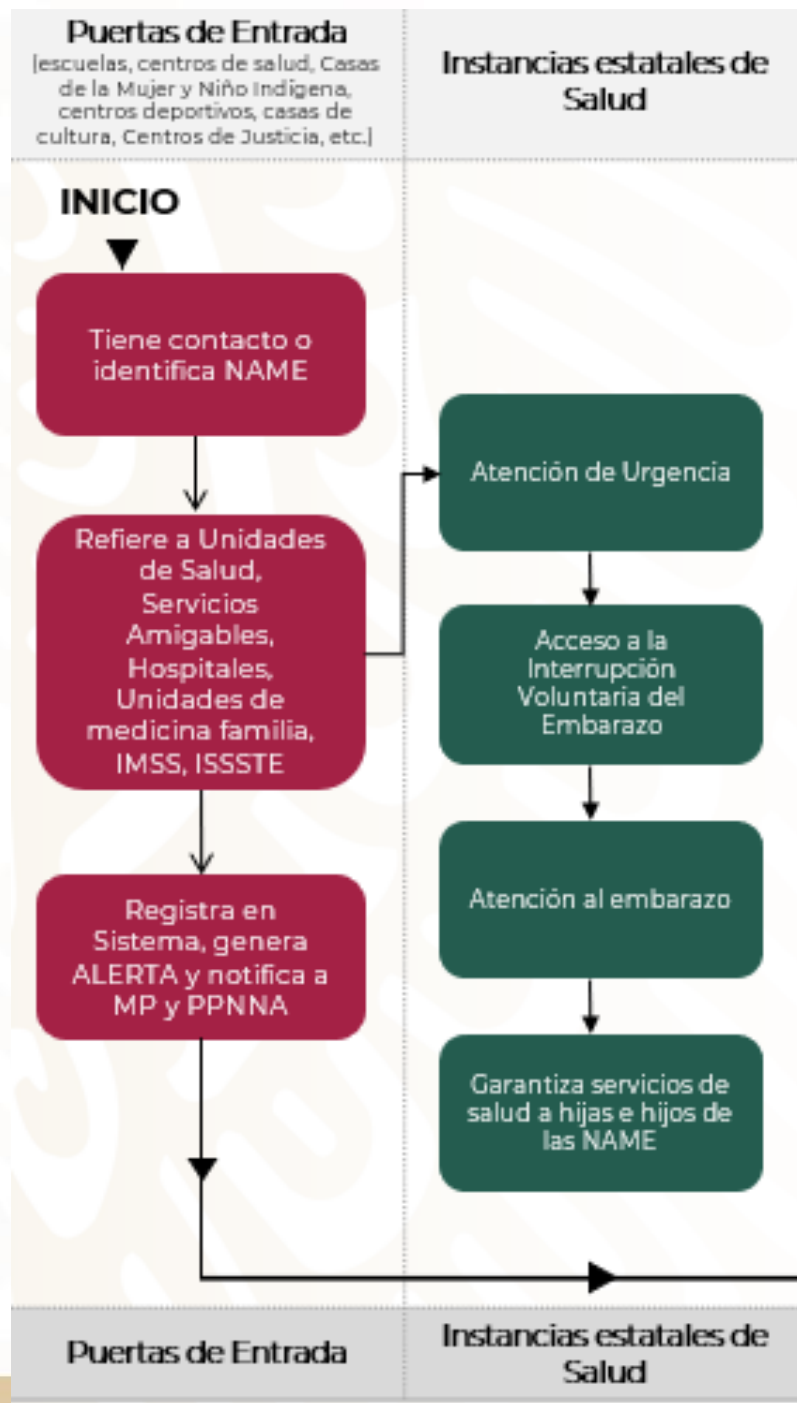 Puertas de Entrada
(escuelas, centros de salud, Casas
de la Mujer y Niño Indígena,
centros deportivos, casas de
cultura, Centros de Justicia, etc.)
Instancias estatales de
Salud
INICIO
Tiene contacto o
identifica NAME
Refiere a Unidades
de Salud,
Servicios
Amigables,
Hospitales,
Unidades de
medicina familia,
IMSS, ISSSTE
Registra en
Sistema, genera
ALERTA y notifica a
MP y PPNNA
Atención de Urgencia
Acceso a la
Interrupción
Voluntaria del
Embarazo
Atención al embarazo
Garantiza servicios de
salud a hijas e hijos de
las NAME
Puertas de Entrada
Instancias estatales de
Salud